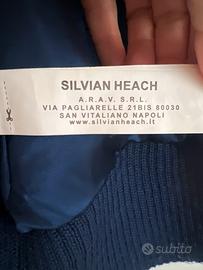 SILVIAN HEACH
A.R.A.V. S.R.L.
VIA PAGLIARELLE 21BIS 80030
SAN VITALIANO NAPOLI
www.silvianheach.it
subito